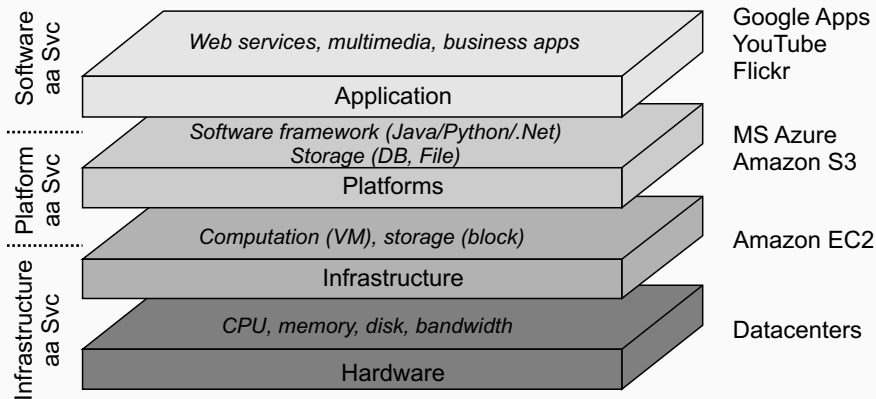 Software
aa Svc
Web services, multimedia, business apps
Application
Google Apps
YouTube
Flickr
Platform
aa Svc
Software framework (Java/Python/.Net)
Storage (DB, File)
Platforms
MS Azure
Amazon S3
Infrastructure
aa Svc
Computation (VM), storage (block)
Infrastructure
Amazon EC2
CPU, memory, disk, bandwidth
Hardware
Datacenters